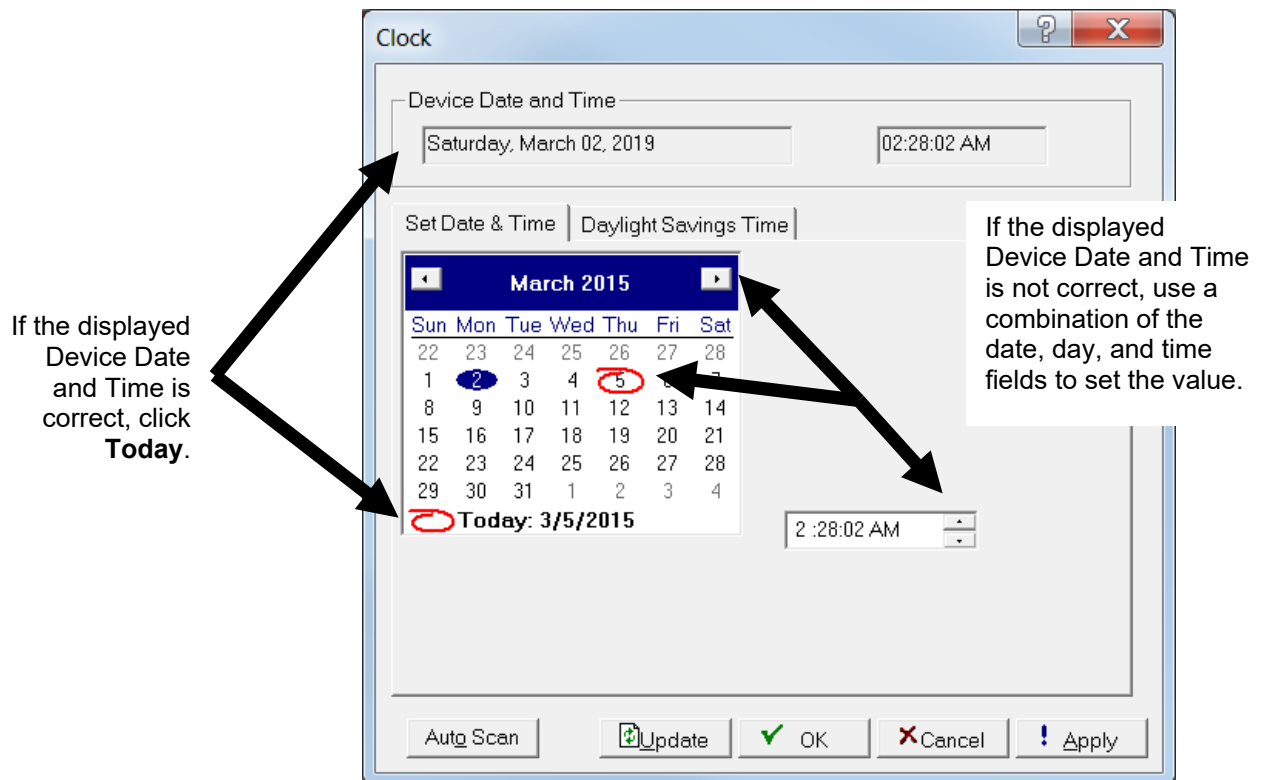 Clock
?
X
Device Date and Time
Saturday, March 02, 2019
02:28:02 AM
Set Date & Time
Daylight Savings Time
March 2015
Sun Mon Tue Wed Thu Fri Sat
22 23 24 25 26 27 28
1 2 3 4 5
8 9 10 11 12 13 14
15 16 17 18 19 20 21
22 23 24 25 26 27 28
29 30 31 1 2 3 4
Today: 3/5/2015
2 :28:02 AM
Auto Scan
Update
OK
Cancel
Apply
If the displayed
Device Date
and Time is
correct, click
Today.
If the displayed
Device Date and Time
is not correct, use a
combination of the
date, day, and time
fields to set the value.